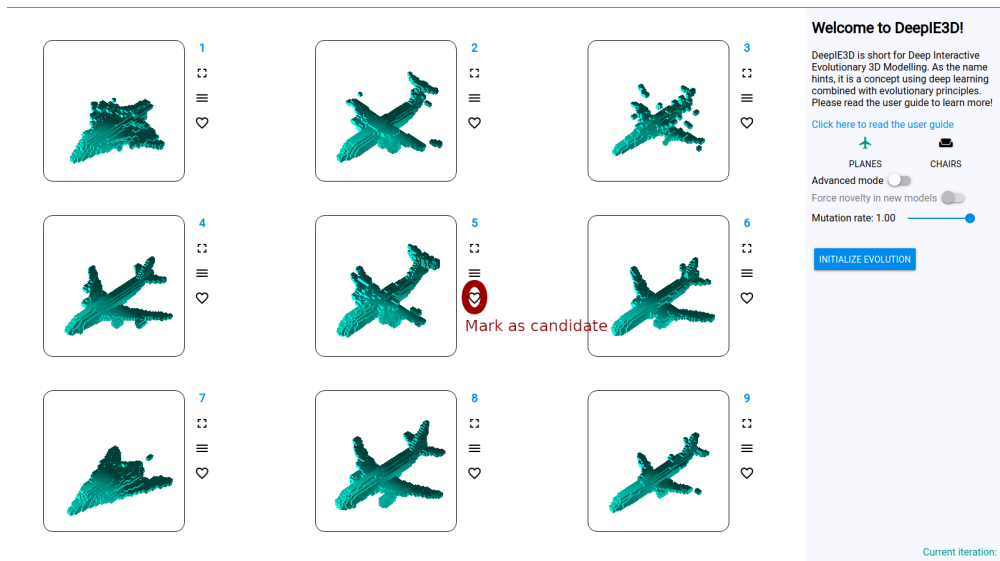 1
2
3
4
5
6
Mark as candidate
7
8
9
Welcome to DeepIE3D!
DeepIE3D is short for Deep Interactive
Evolutionary 3D Modelling. As the name
hints, it is a concept using deep learning
combined with evolutionary principles.
Please read the user guide to learn more!
Click here to read the user guide
PLANES CHAIRS
Advanced mode
Force novelty in new models
Mutation rate: 1.00
INITIALIZE EVOLUTION
Current iteration: